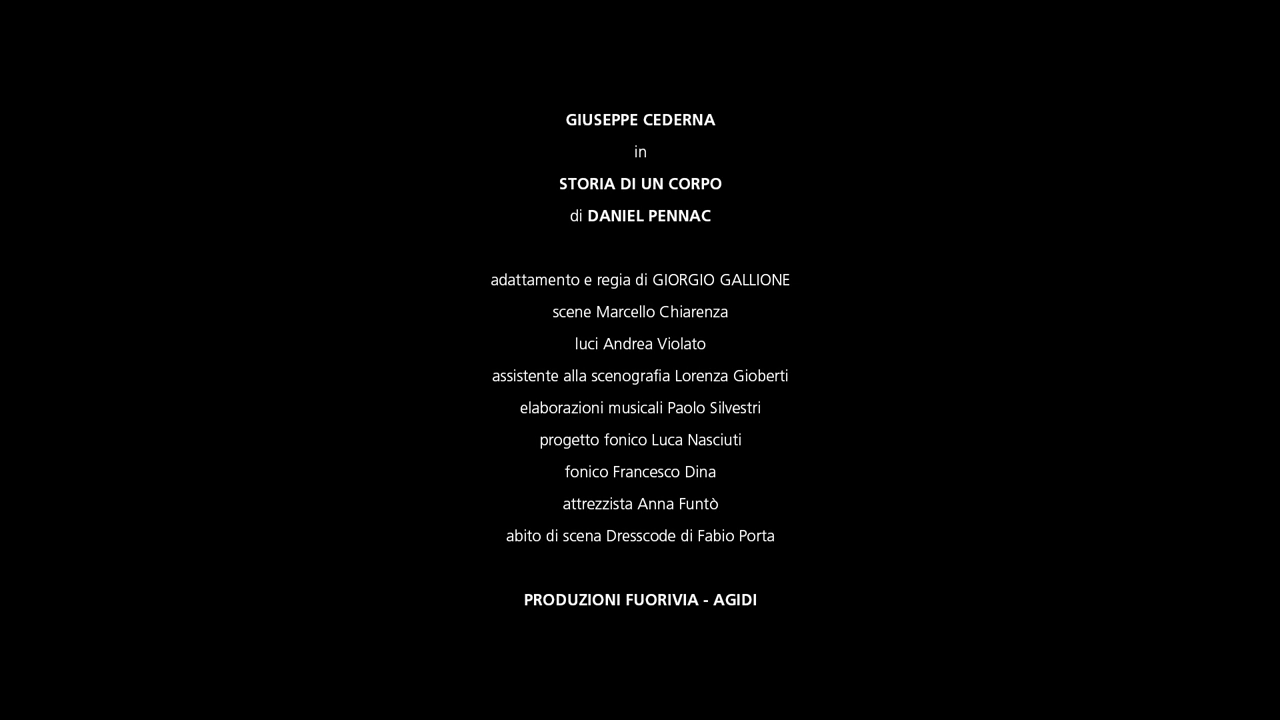 GIUSEPPE CEDERNA
in
STORIA DI UN CORPO
di DANIEL PENNAC
adattamento e regia di GIORGIO GALLIONE
scene Marcello Chiarenza
luci Andrea Violato
assistente alla scenografia Lorenza Gioberti
elaborazioni musicali Paolo Silvestri
progetto fonico Luca Nasciuti
fonico Francesco Dina
attrezzista Anna Funtò
abito di scena Dresscode di Fabio Porta
PRODUZIONI FUORIVIA - AGIDI